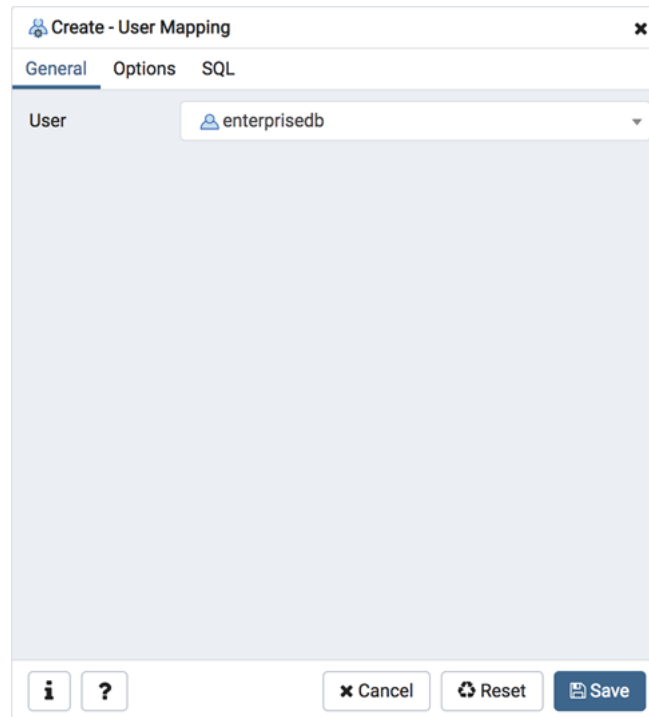 Create - User Mapping
General Options SQL
User enterprisedb
i ? Cancel Reset Save